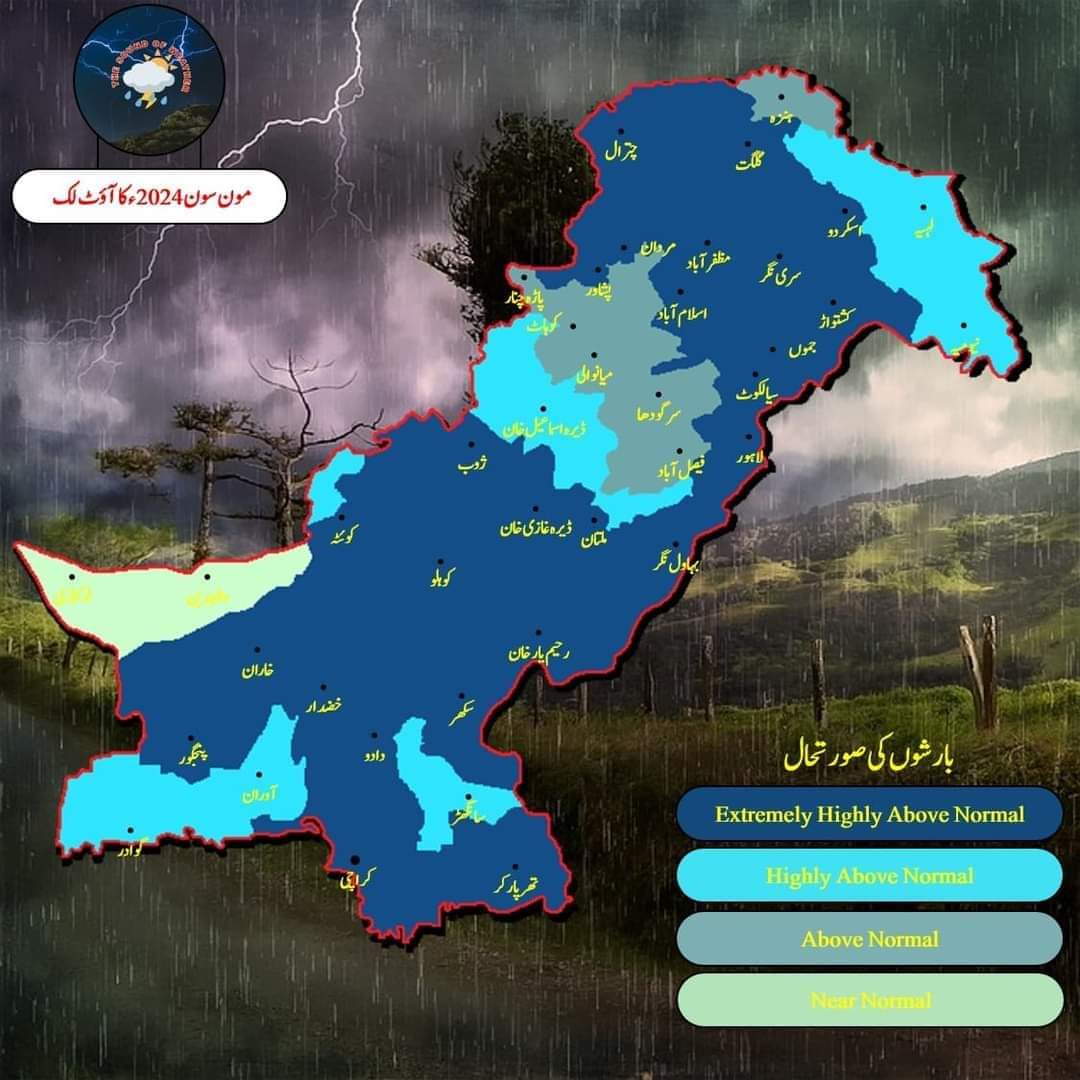 THE SOUND OF WEATHER
مون سون 2024ء کا آؤٹ لک
ہنزہ
چترال
گلگت
لہیہ
اسکردو
مردان
مظفر آباد
سری نگر
پاڑہ چنار
پشاور
اسلام آباد
کوہاٹ
کشتواڑ
جموں
میانوالی
سیالکوٹ
سرگودھا
ڈیرہ اسماعیل خان
لاہور
ژوب
فیصل آباد
کوئٹہ
ڈیرہ غازی خان
ملتان
بہاول نگر
کوہلو
رحیم یار خان
خاران
خضدار
سکھر
پنجگور
دادو
آوران
سانگھڑ
گوادر
کراچی
تھرپارکر
بارشوں کی صورتحال
Extremely Highly Above Normal
Highly Above Normal
Above Normal
Near Normal